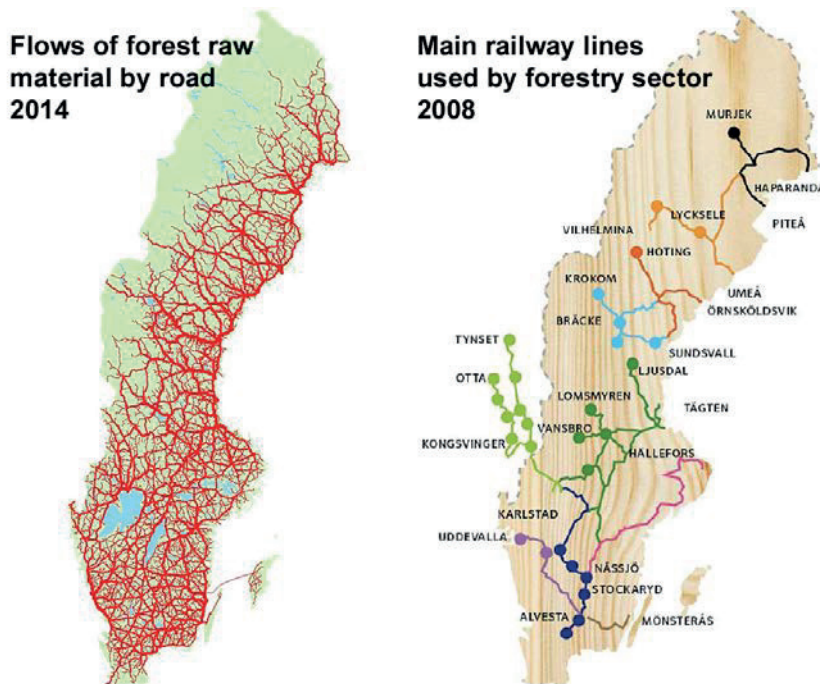 Flows of forest raw
material by road
2014
Main railway lines
used by forestry sector
2008
MURJEK
HAPARANDA
PITEÅ
LYCKSELE
VILHELMINA
HOTING
UMEÅ
KROKOM
ÖRNSKÖLDSVIK
BRÄCKE
TYNSET
SUNDSVALL
LJUSDAL
OTTA
LOMSMYREN
TÄGTEN
VANSBRO
KONGSVINGER
HÄLLEFORS
KARLSTAD
UDDEVALLA
NÄSSJÖ
STOCKARYD
ALVESTA
MÖNSTERÅS